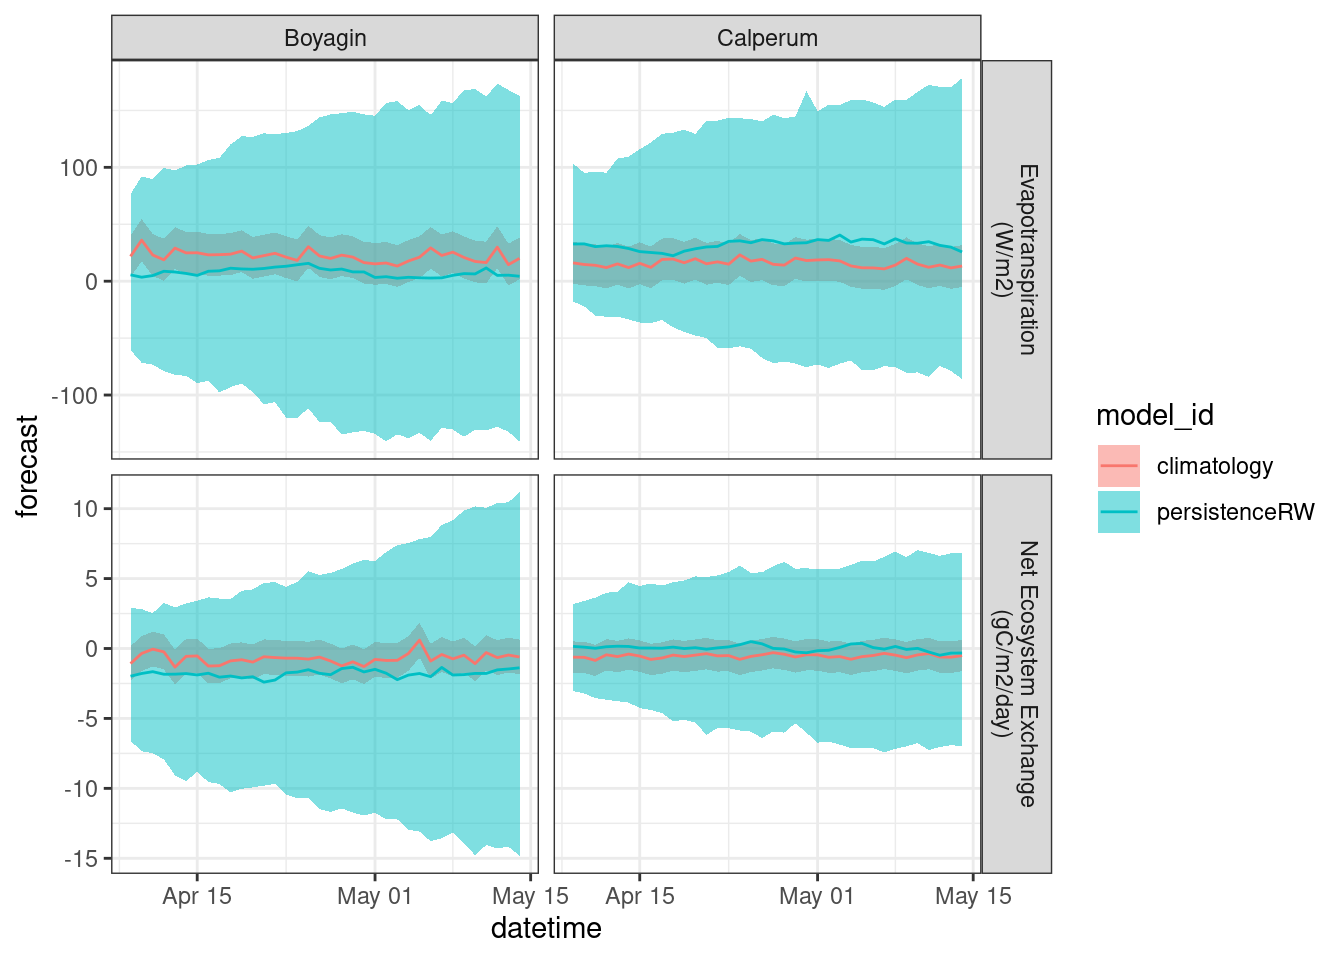 Boyagin
Calperum
100
0
-100
Evapotranspiration
(W/m2)
10
5
0
-5
-10
-15
Net Ecosystem Exchange
(gC/m2/day)
Apr 15
May 01
May 15
Apr 15
May 01
May 15
datetime
forecast
model_id
climatology
persistenceRW